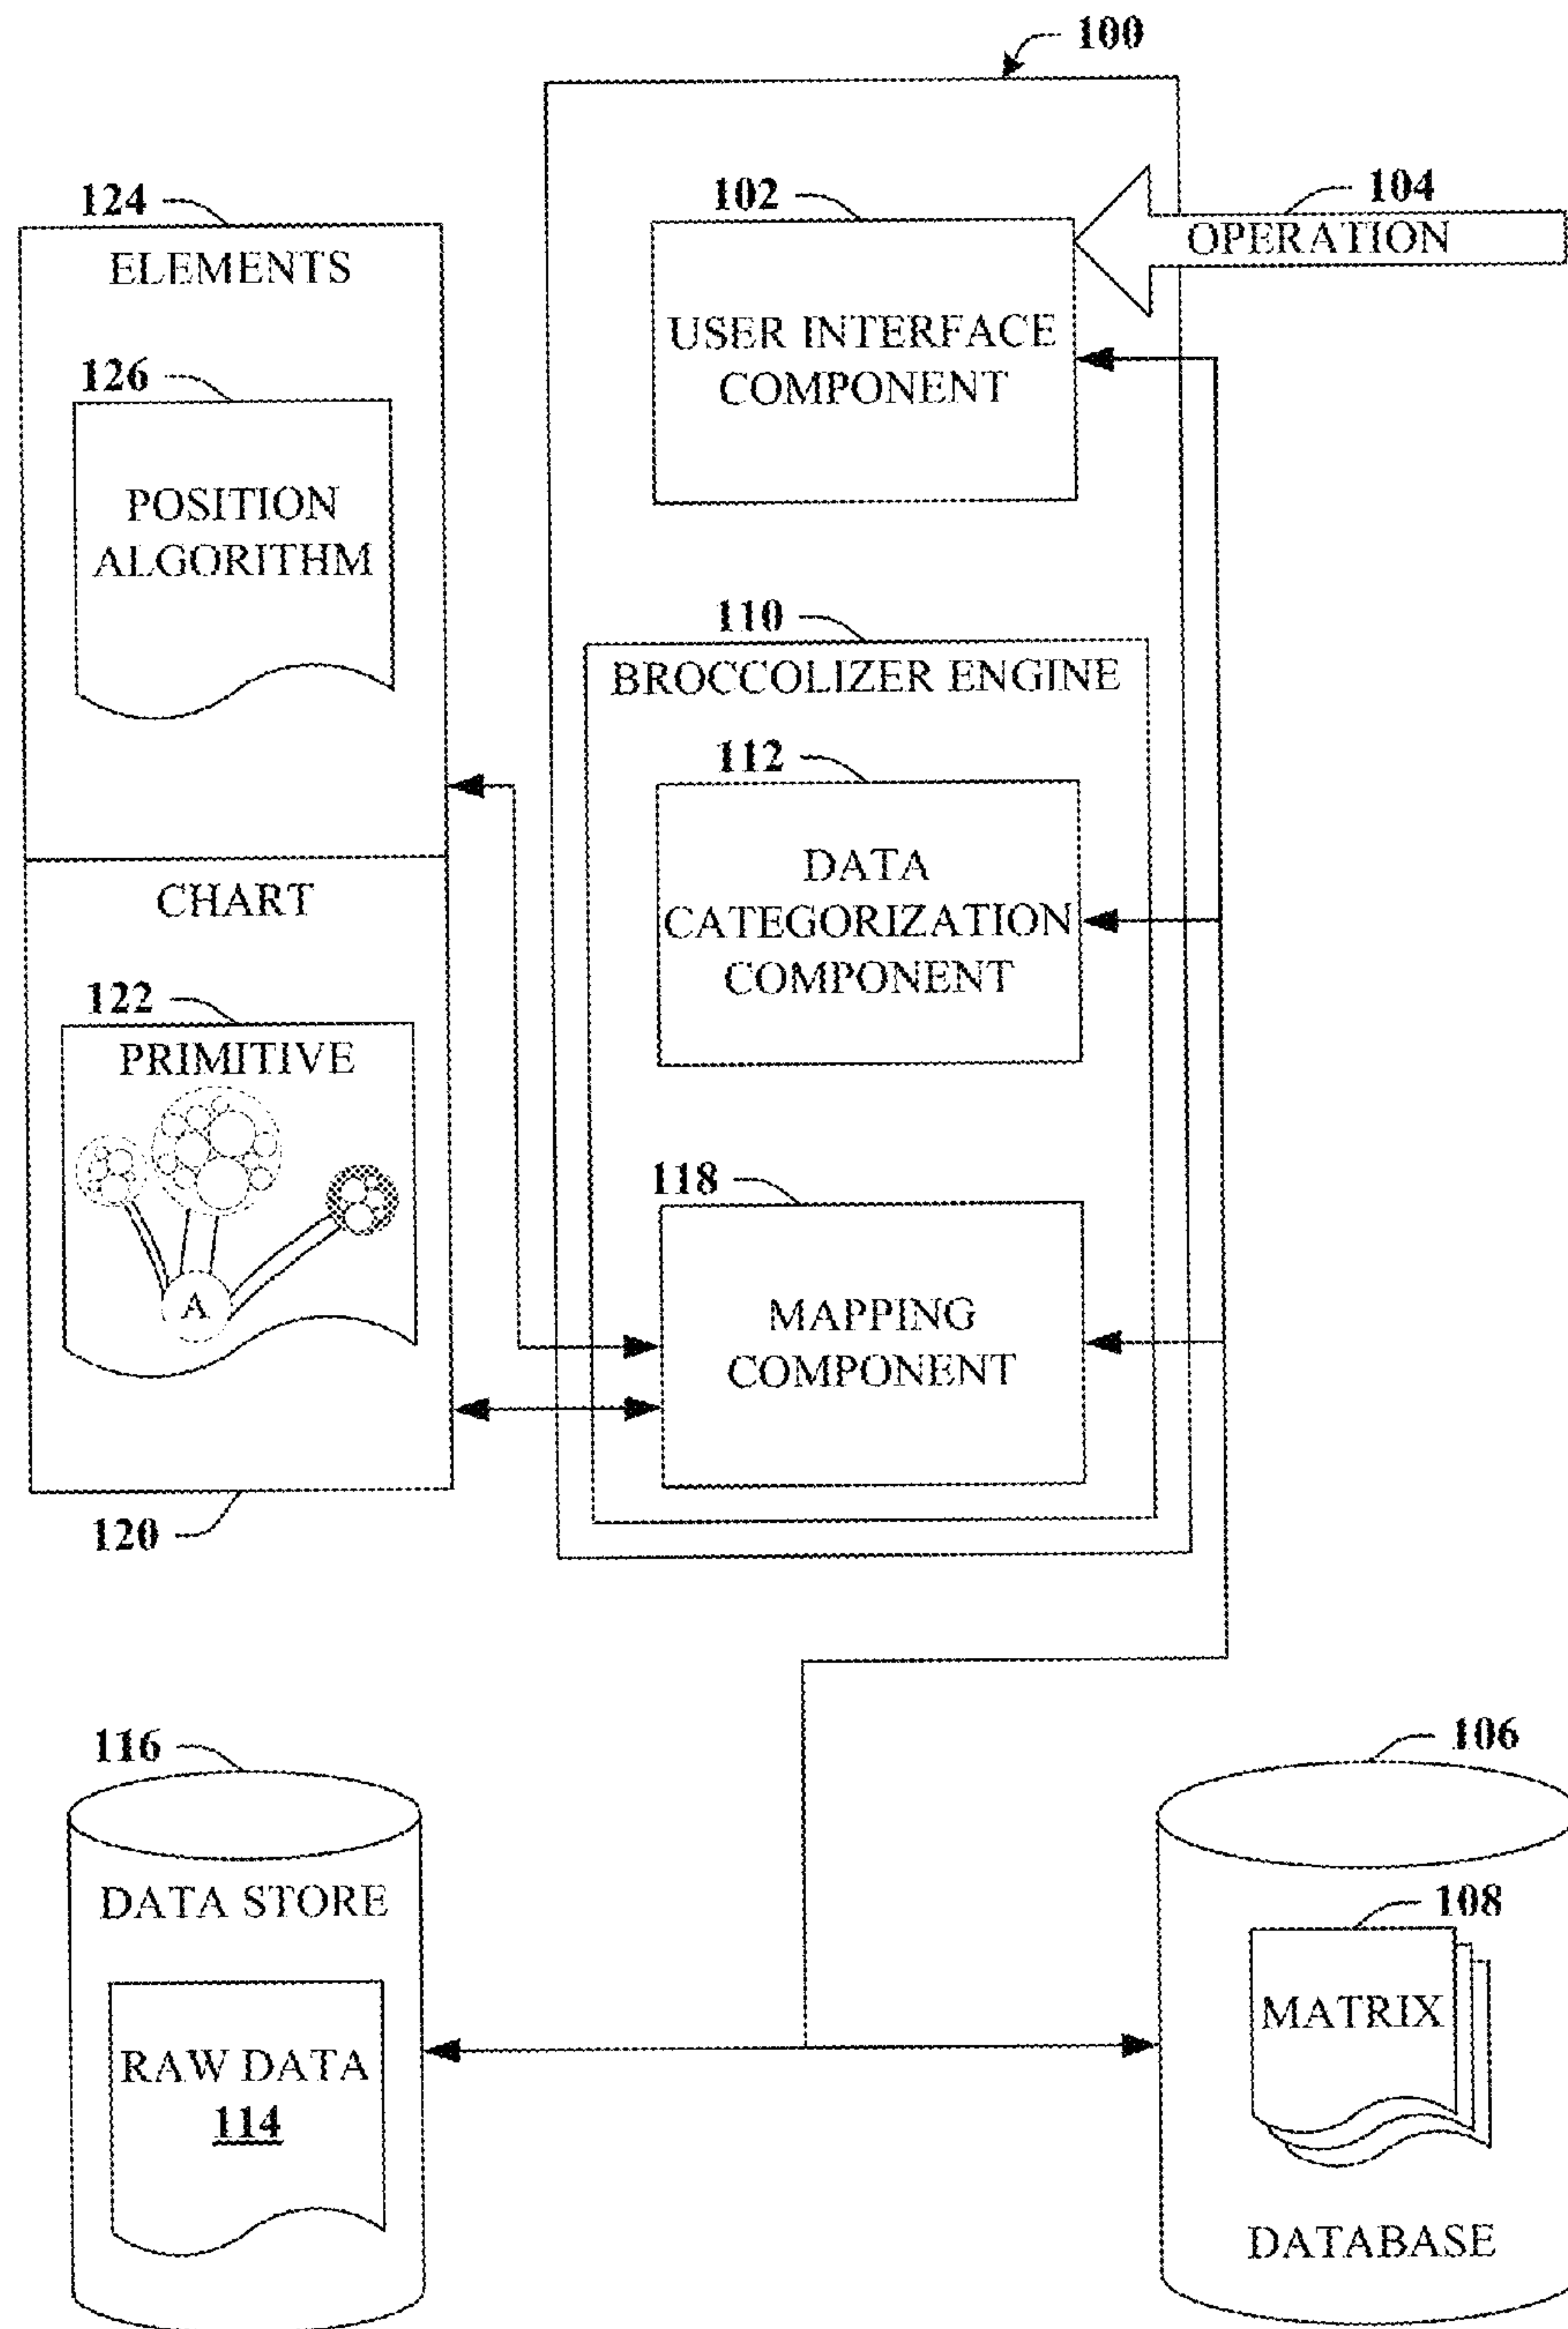 100
124
ELEMENTS
126
POSITION
ALGORITHM
CHART
122
PRIMITIVE
A
120
102
104
OPERATION
USER INTERFACE
COMPONENT
110
BROCCOLIZER ENGINE
112
DATA
CATEGORIZATION
COMPONENT
118
MAPPING
COMPONENT
116
DATA STORE
RAW DATA
114
106
108
MATRIX
DATABASE